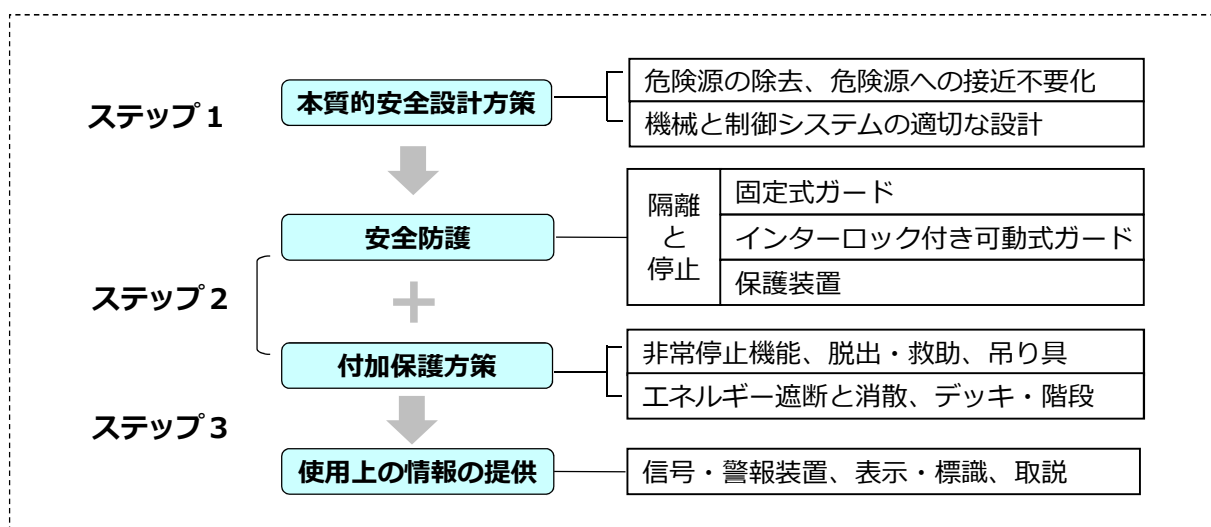 ステップ1
本質的安全設計方策
危険源の除去、危険源への接近不要化
機械と制御システムの適切な設計
ステップ2
安全防護
隔離
と
停止
固定式ガード
インターロック付き可動式ガード
保護装置
+
付加保護方策
非常停止機能、脱出・救助、吊り具
エネルギー遮断と消散、デッキ・階段
ステップ3
使用上の情報の提供
信号・警報装置、表示・標識、取説